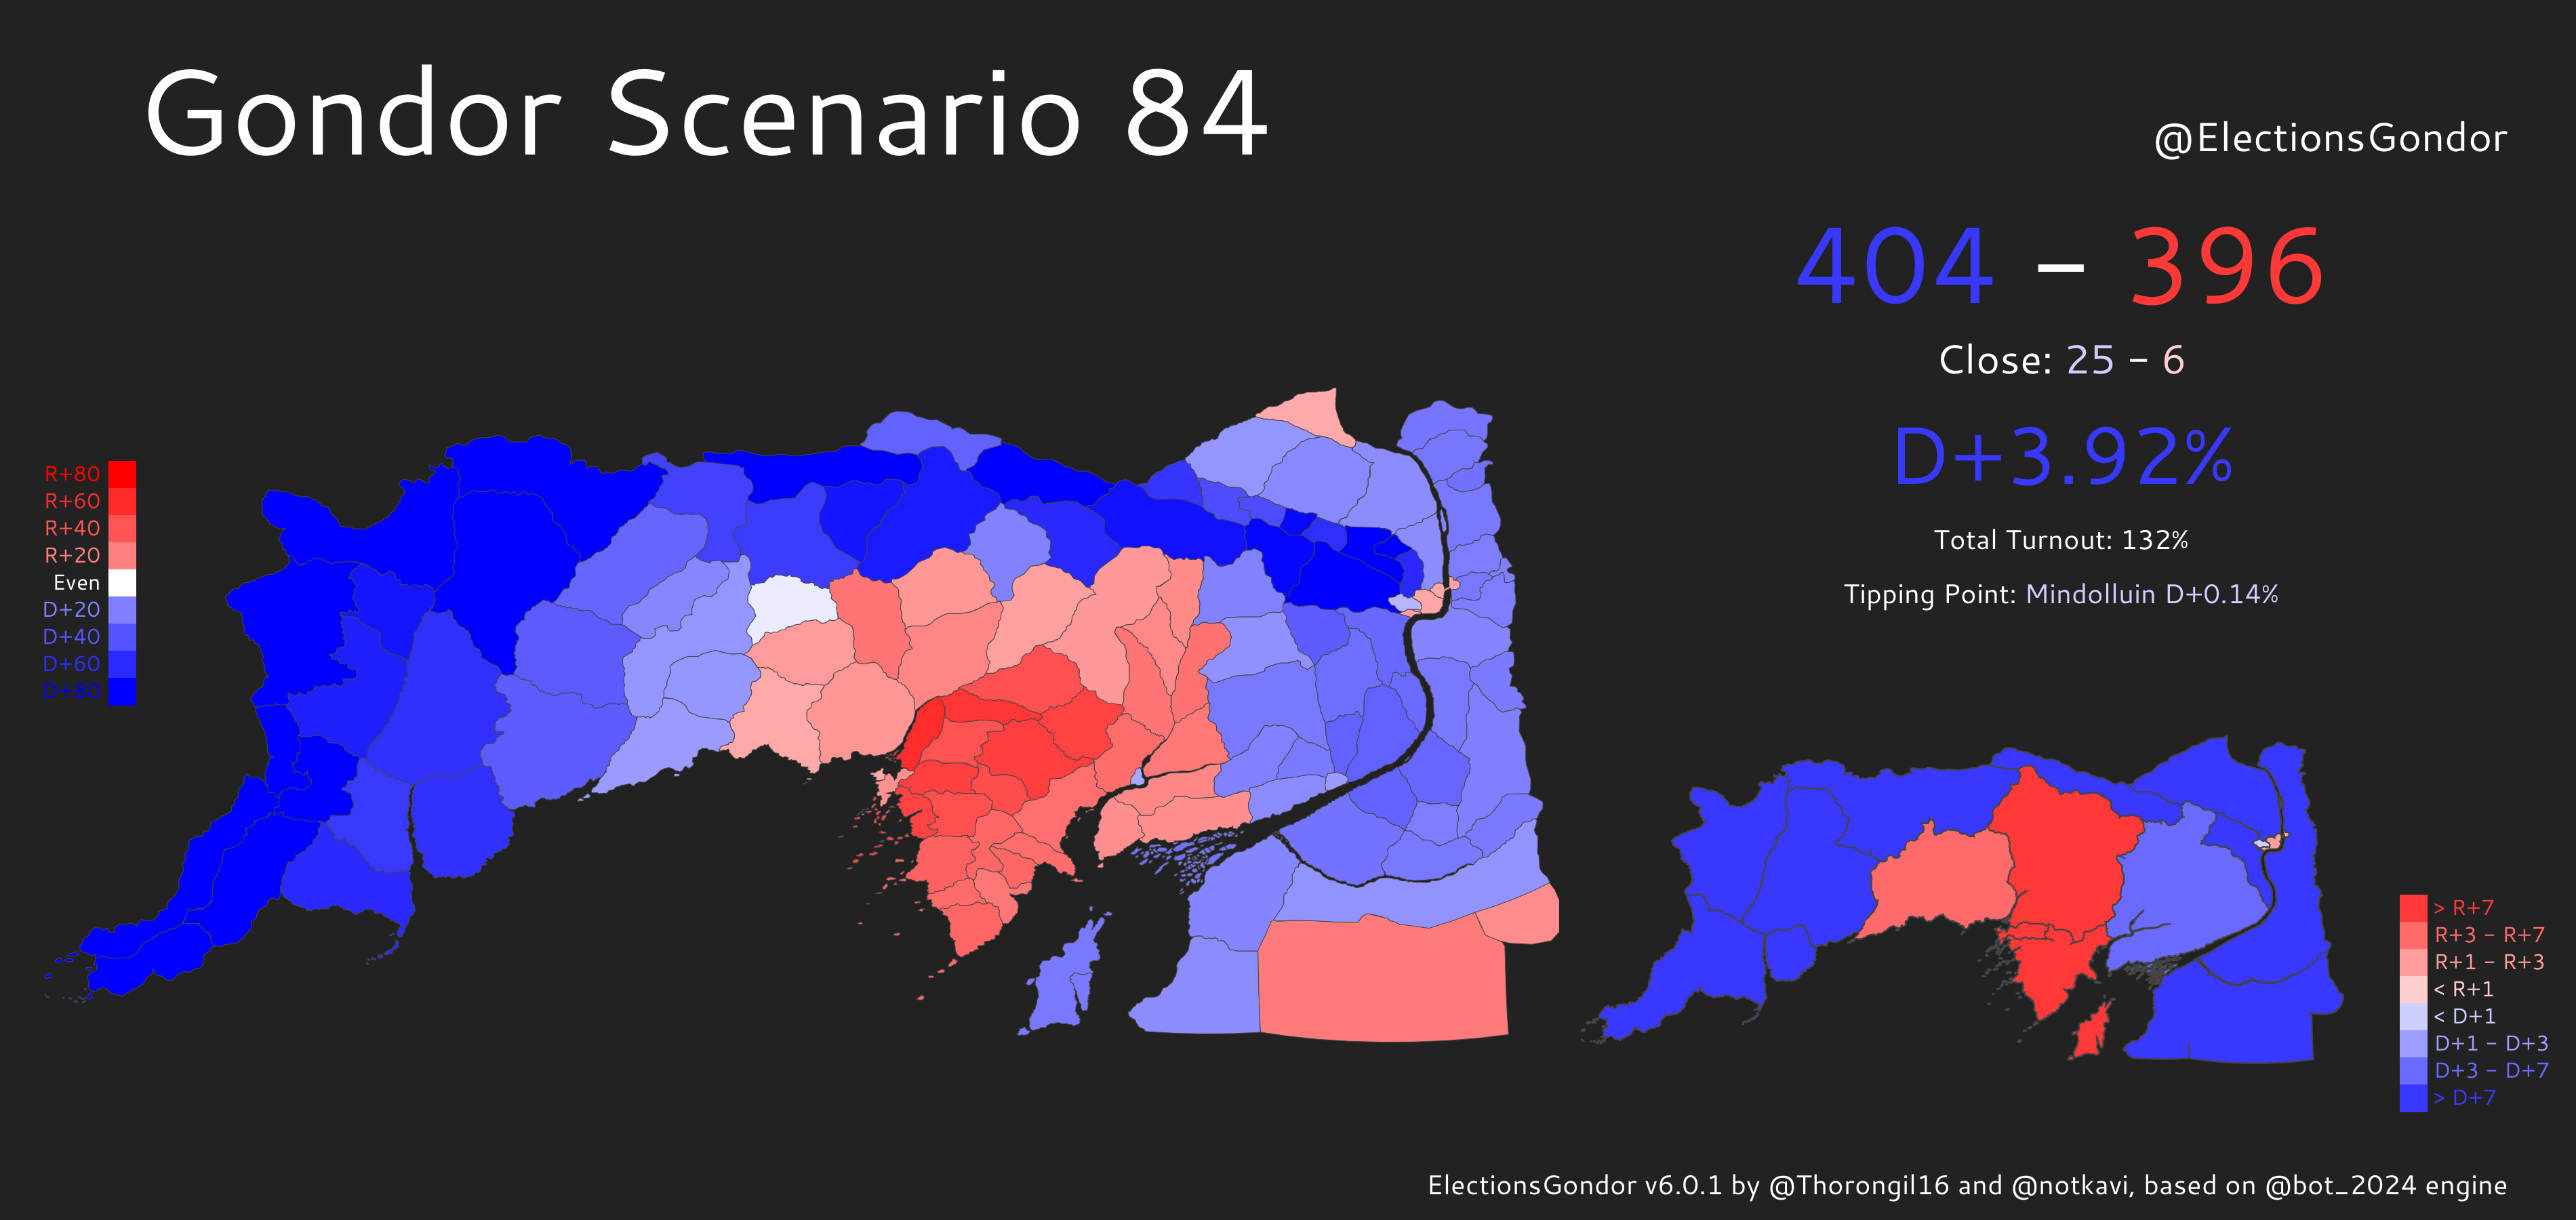 Gondor Scenario 84
@ElectionsGondor
404 – 396
Close: 25 – 6
D+3.92%
Total Turnout: 132%
Tipping Point: Mindolluin D+0.14%
R+80
R+60
R+40
R+20
Even
D+20
D+40
D+60
D+80
> R+7
R+3 – R+7
R+1 – R+3
< R+1
< D+1
D+1 – D+3
D+3 – D+7
> D+7
ElectionsGondor v6.0.1 by @Thorongil16 and @notkavi, based on @bot_2024 engine